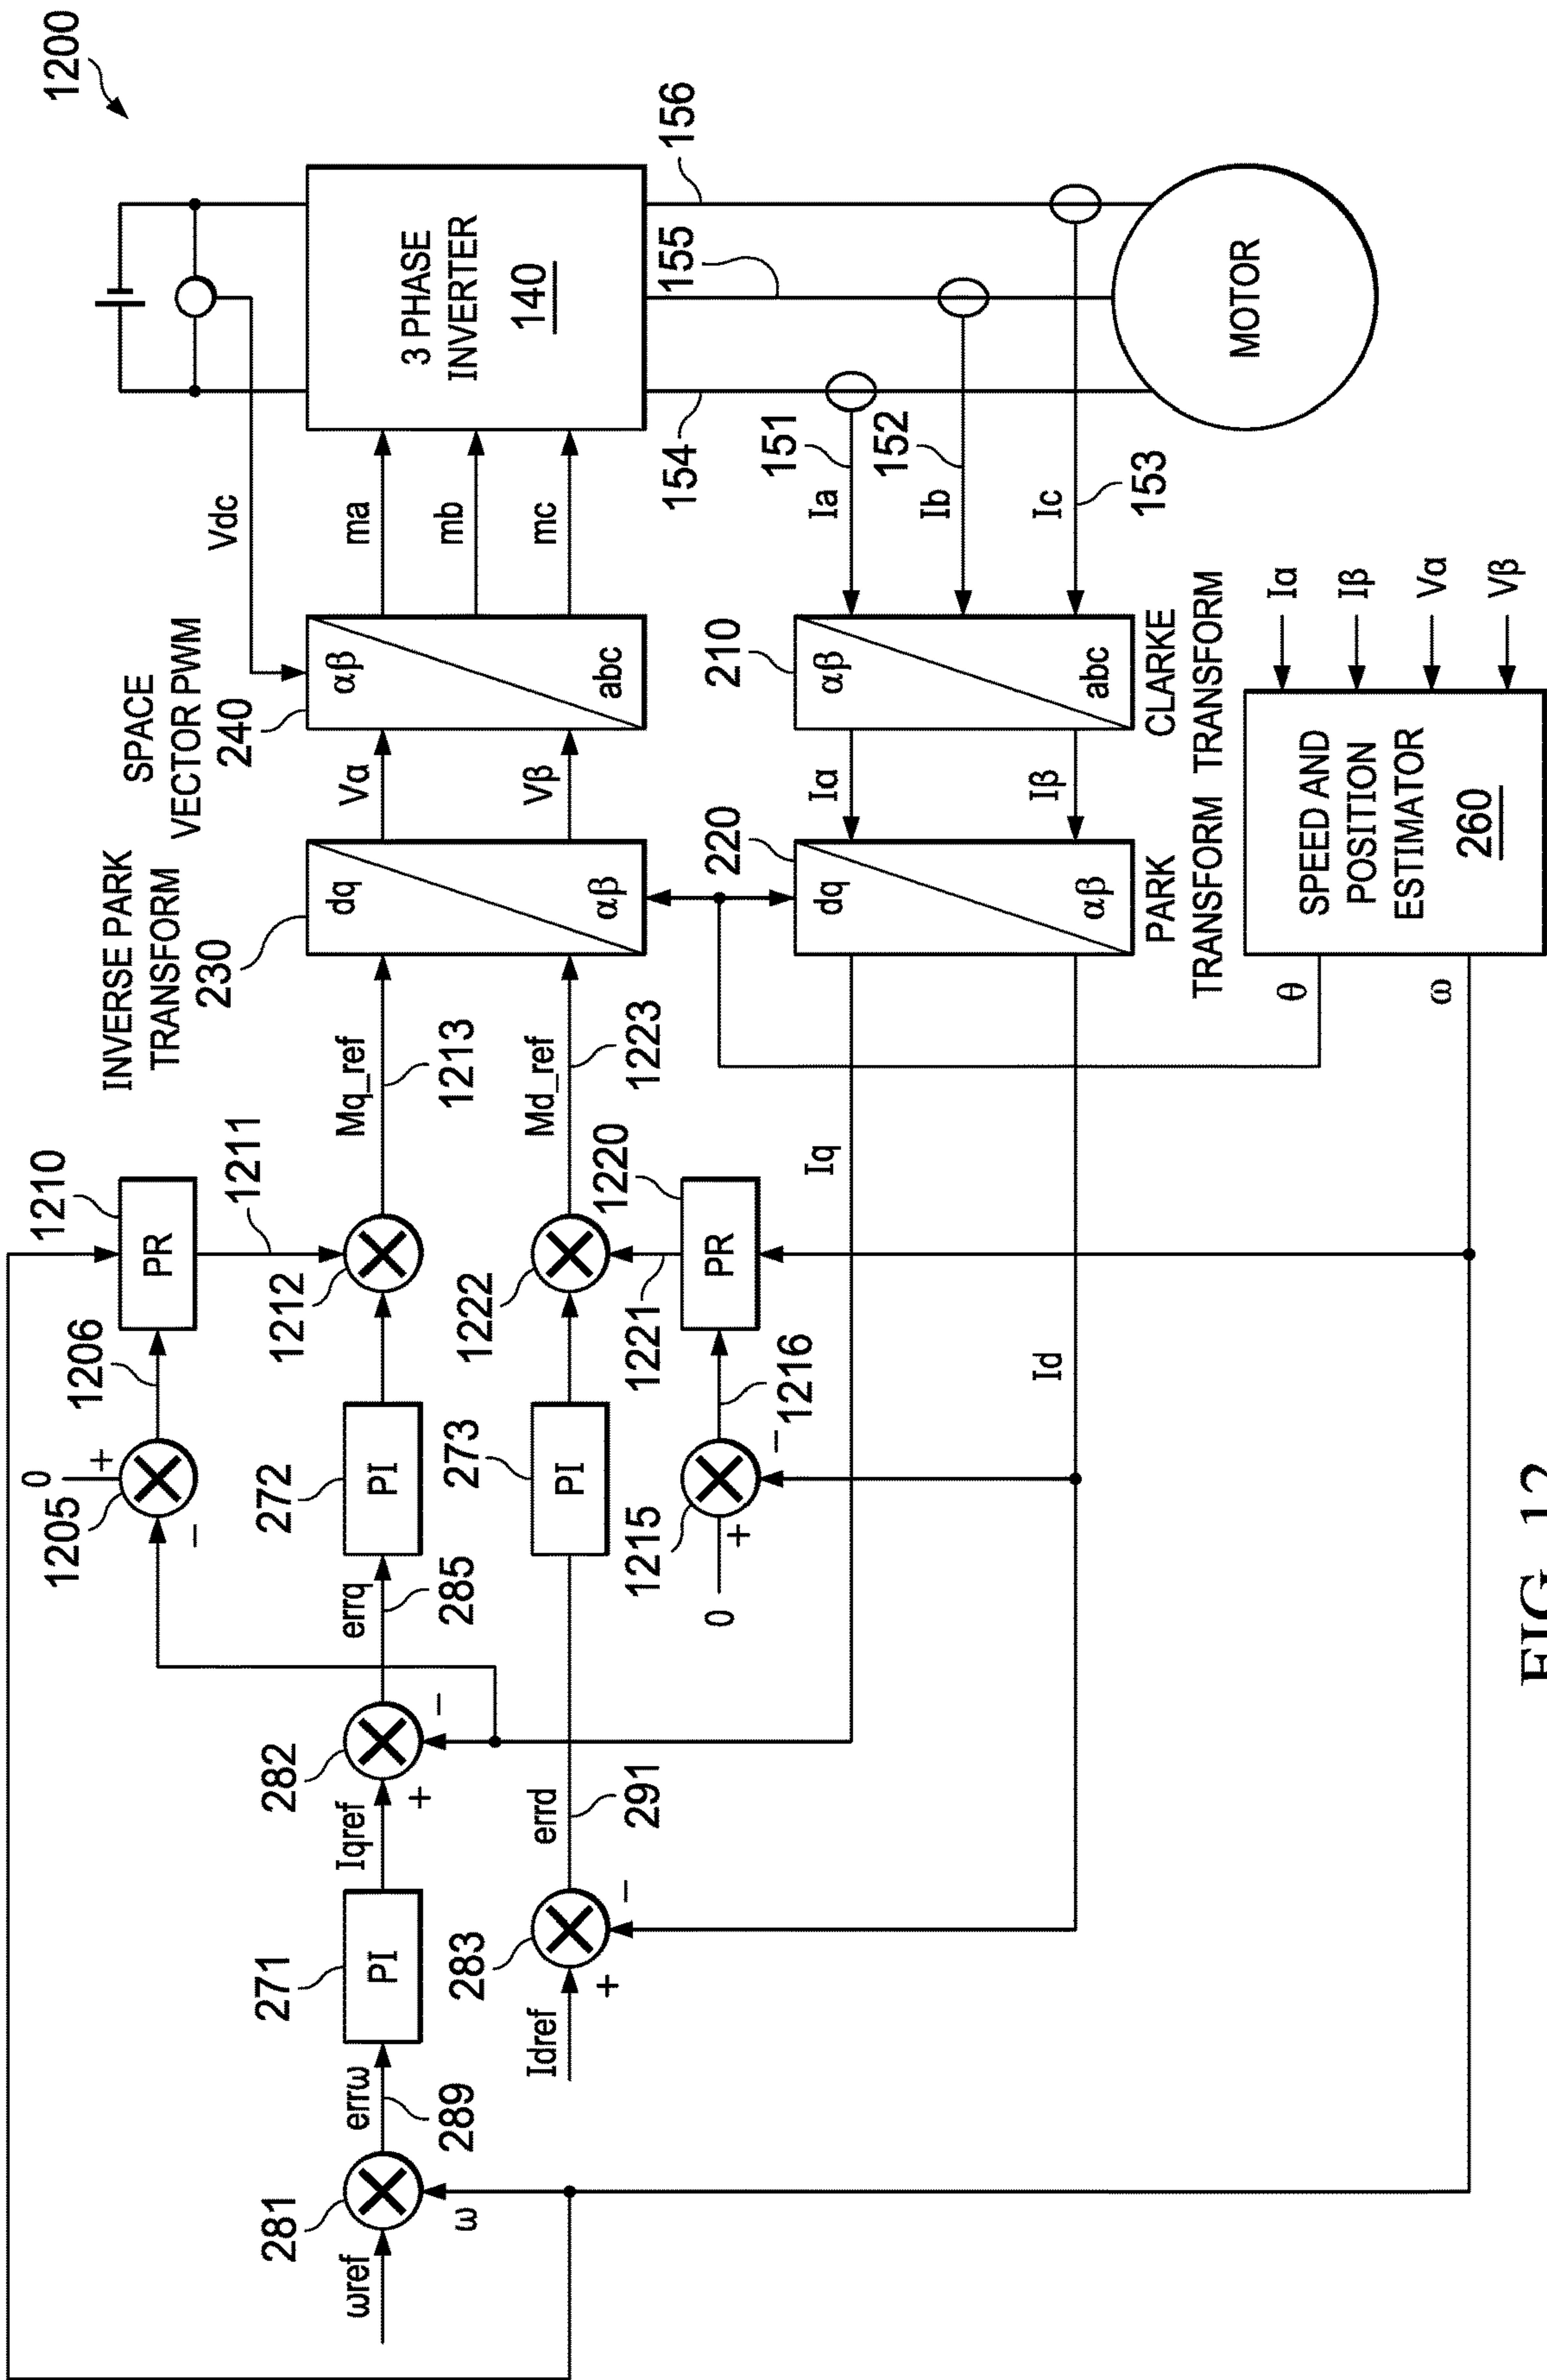 1200
Vdc
3 PHASE
INVERTER
140
156
155
154
ma
mb
mc
SPACE
VECTOR PWM
240
αβ
abc
Vα
Vβ
INVERSE PARK
TRANSFORM
230
dq
αβ
Mq_ref
1213
Md_ref
1223
1210
PR
1211
1212
1206
0
+
1205
−
272
PI
errq
285
282
−
+
Iqref
271
PI
errω
289
281
ωref
ω
1222
1221
1220
PR
273
PI
1216
−
1215
+
0
errd
291
283
−
+
Idref
Iq
Id
151
Ia
152
Ib
Ic
153
210
αβ
abc
CLARKE
TRANSFORM
Iα
Iβ
220
dq
αβ
PARK
TRANSFORM
MOTOR
Iα
Iβ
Vα
Vβ
SPEED AND
POSITION
ESTIMATOR
260
θ
ω
FIG. 12